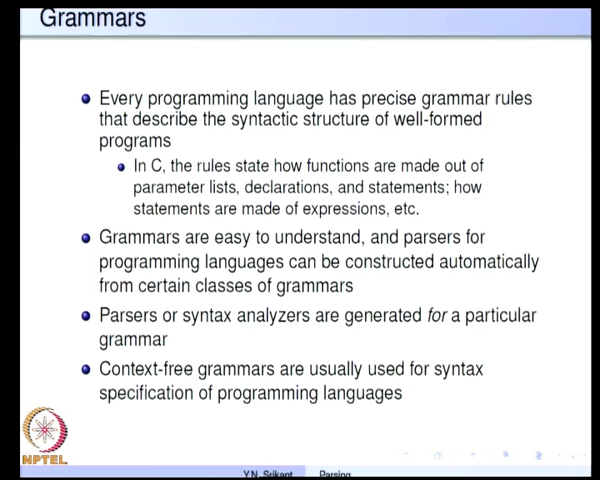 Grammars
Every programming language has precise grammar rules
that describe the syntactic structure of well-formed
programs
In C, the rules state how functions are made out of
parameter lists, declarations, and statements; how
statements are made of expressions, etc.
Grammars are easy to understand, and parsers for
programming languages can be constructed automatically
from certain classes of grammars
Parsers or syntax analyzers are generated for a particular
grammar
Context-free grammars are usually used for syntax
specification of programming languages
NPTEL
Y.N. Srikant Parsing